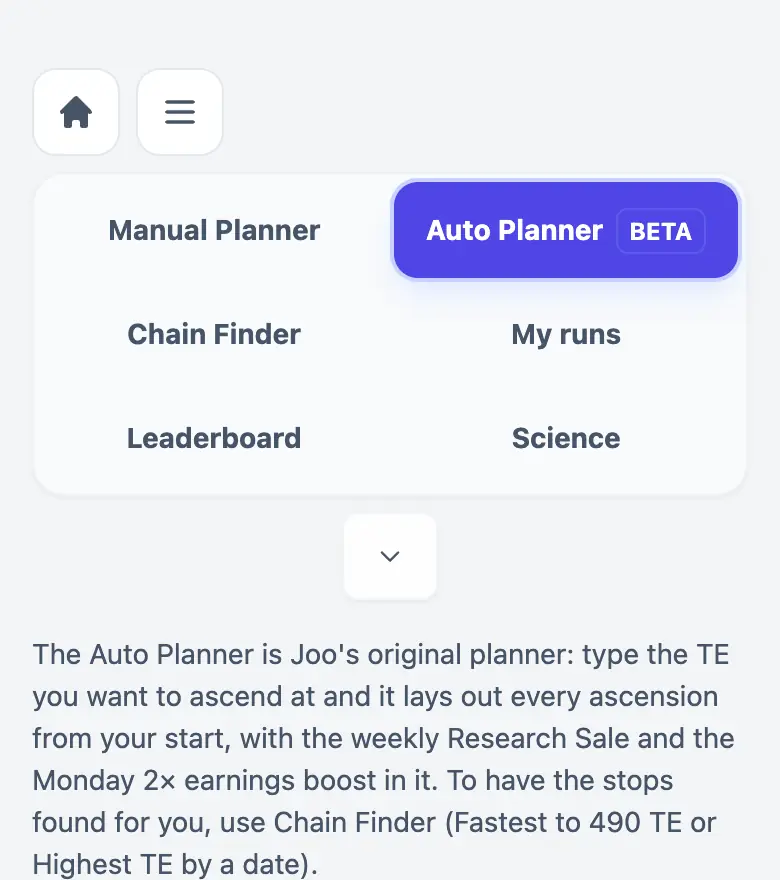 Manual Planner
Auto Planner BETA
Chain Finder
My runs
Leaderboard
Science
The Auto Planner is Joo's original planner: type the TE
you want to ascend at and it lays out every ascension
from your start, with the weekly Research Sale and the
Monday 2× earnings boost in it. To have the stops
found for you, use Chain Finder (Fastest to 490 TE or
Highest TE by a date).